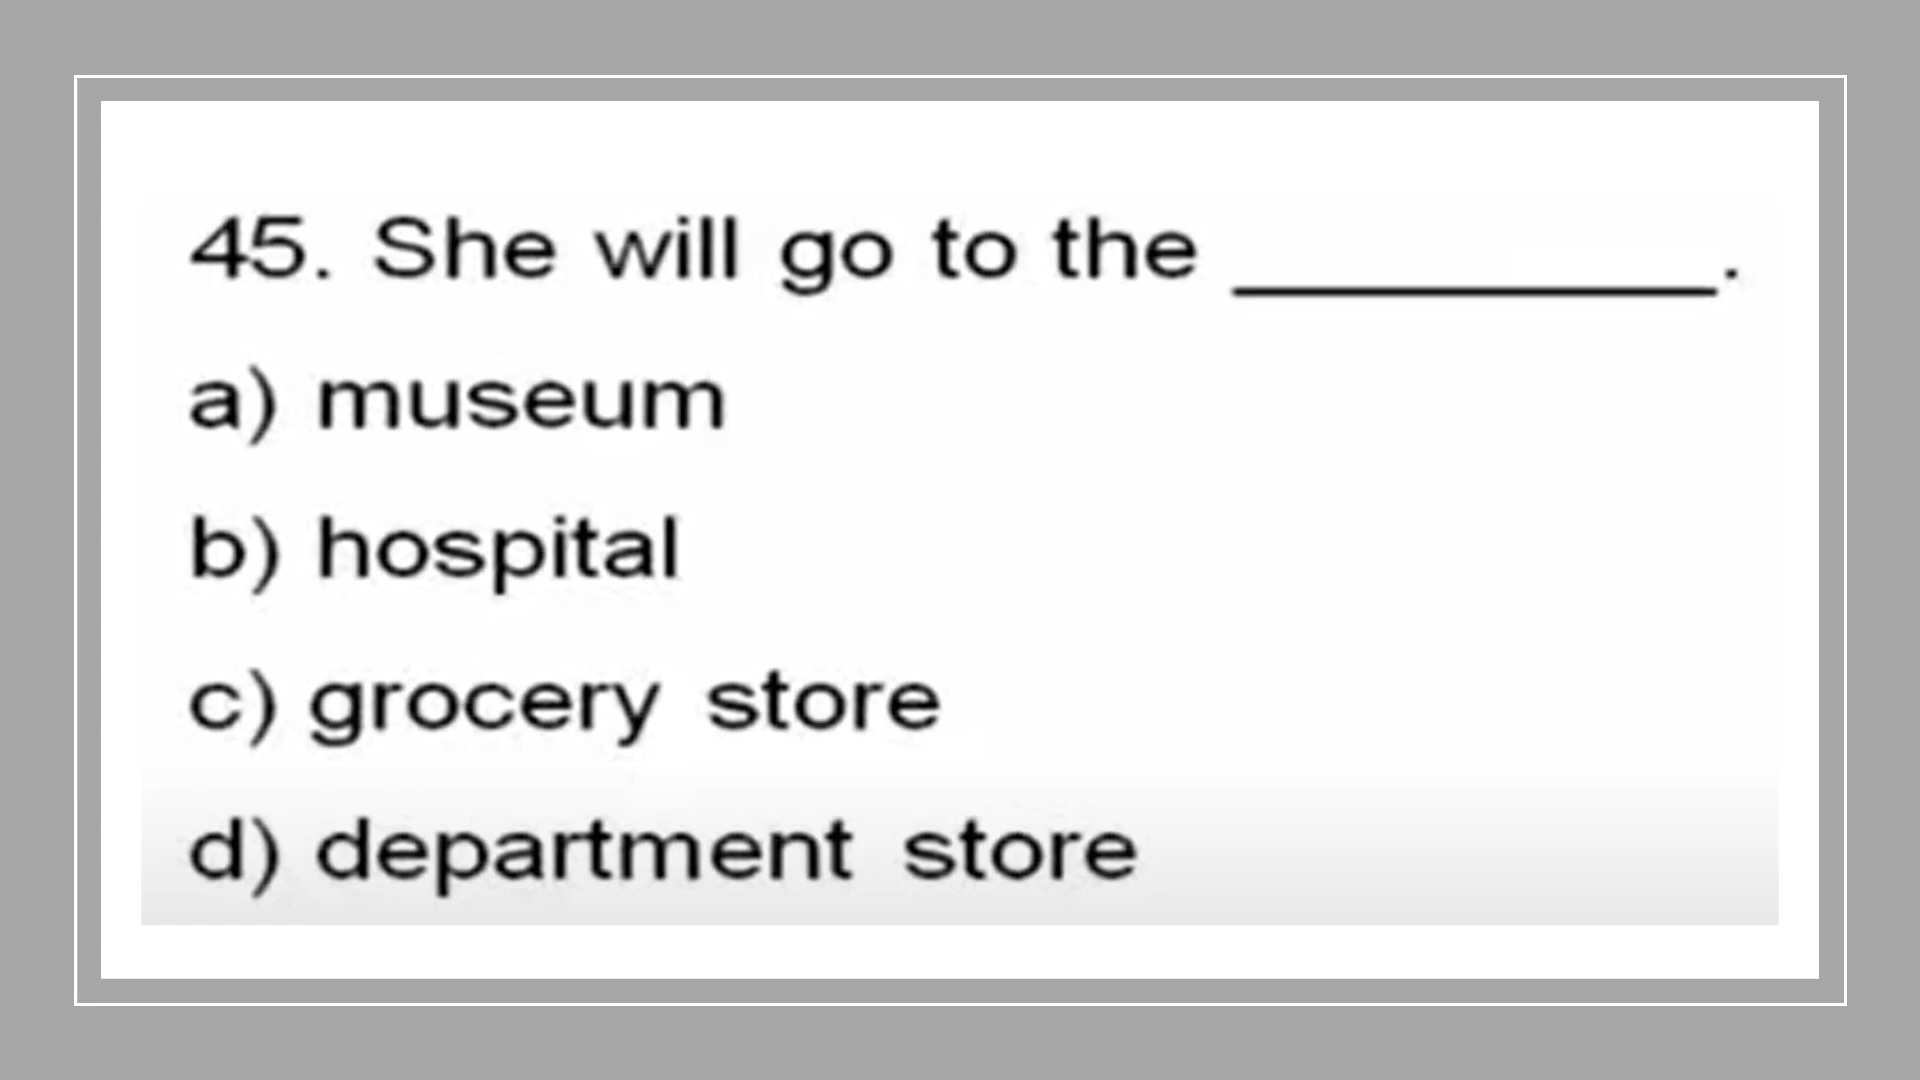 45. She will go to the __________.
a) museum
b) hospital
c) grocery store
d) department store